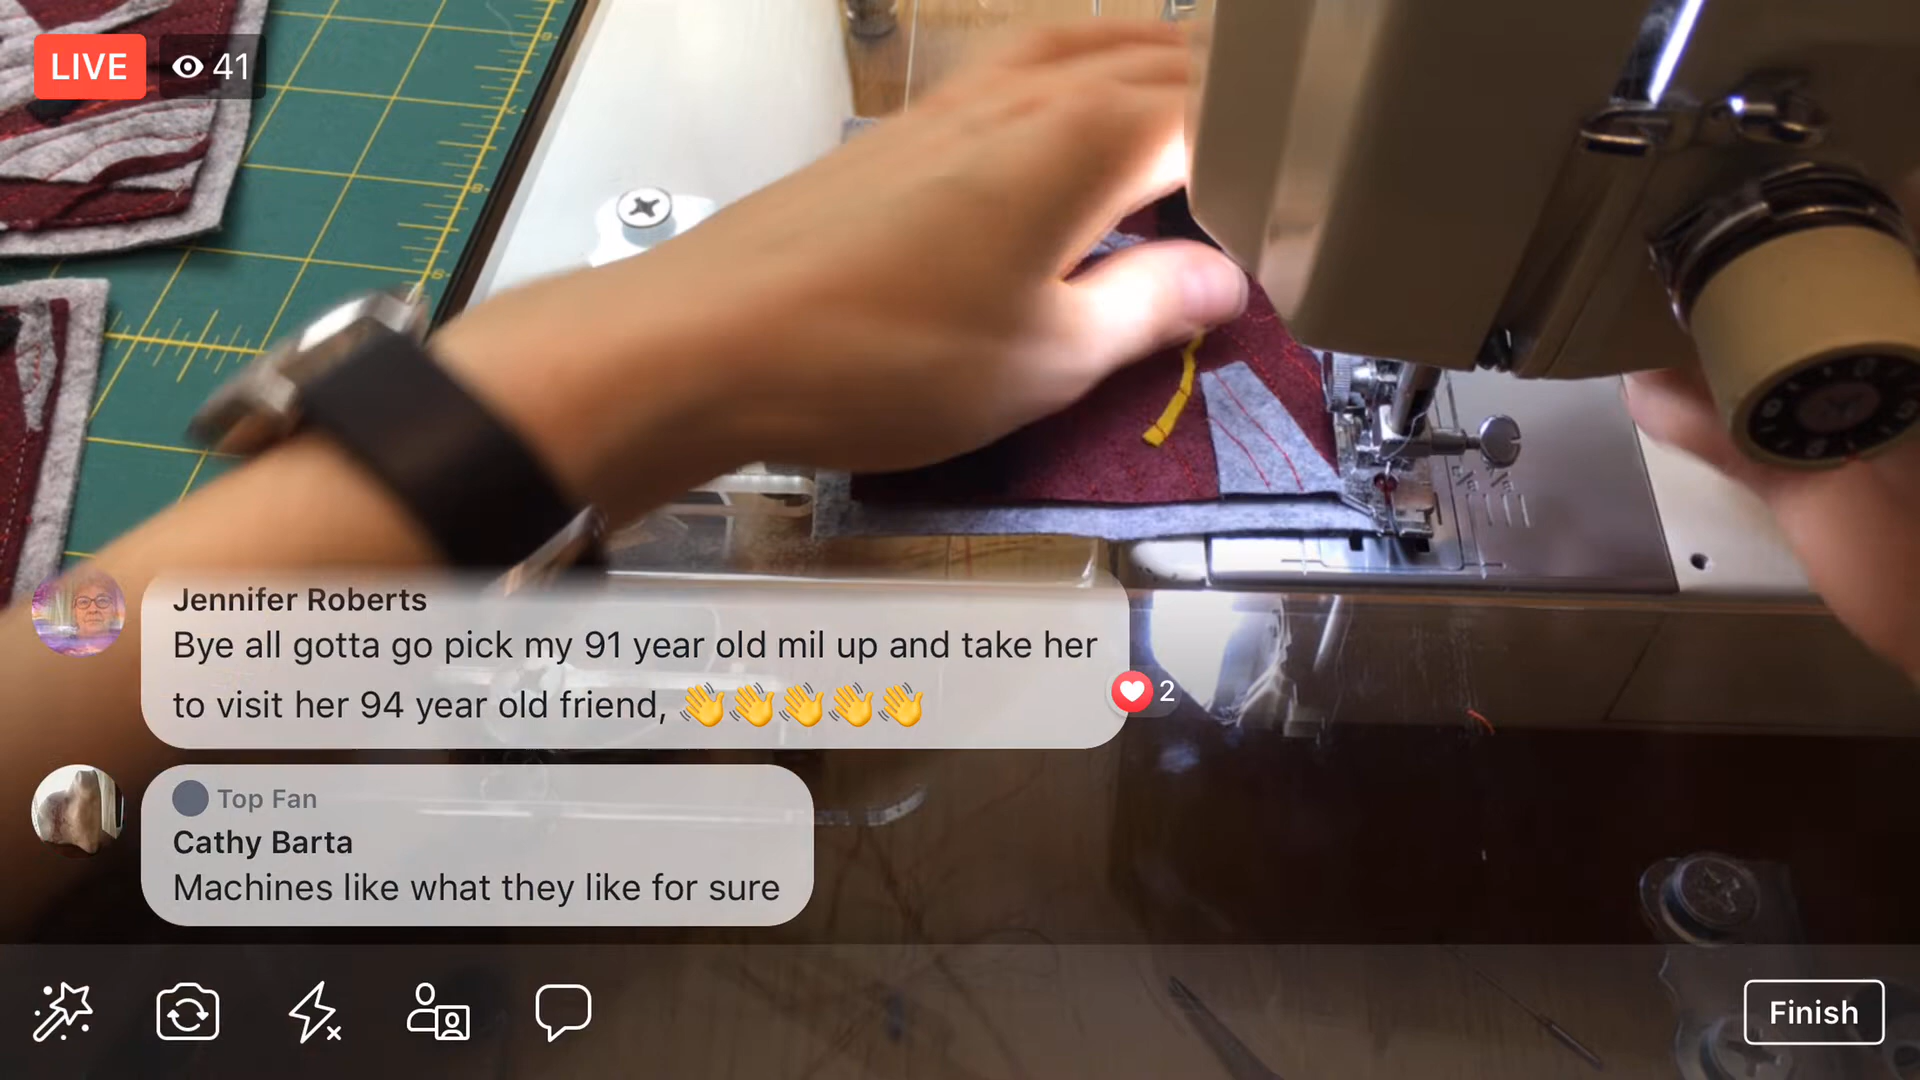 LIVE
41
Jennifer Roberts
Bye all gotta go pick my 91 year old mil up and take her
to visit her 94 year old friend, 👋👋👋👋👋
2
Top Fan
Cathy Barta
Machines like what they like for sure
Finish